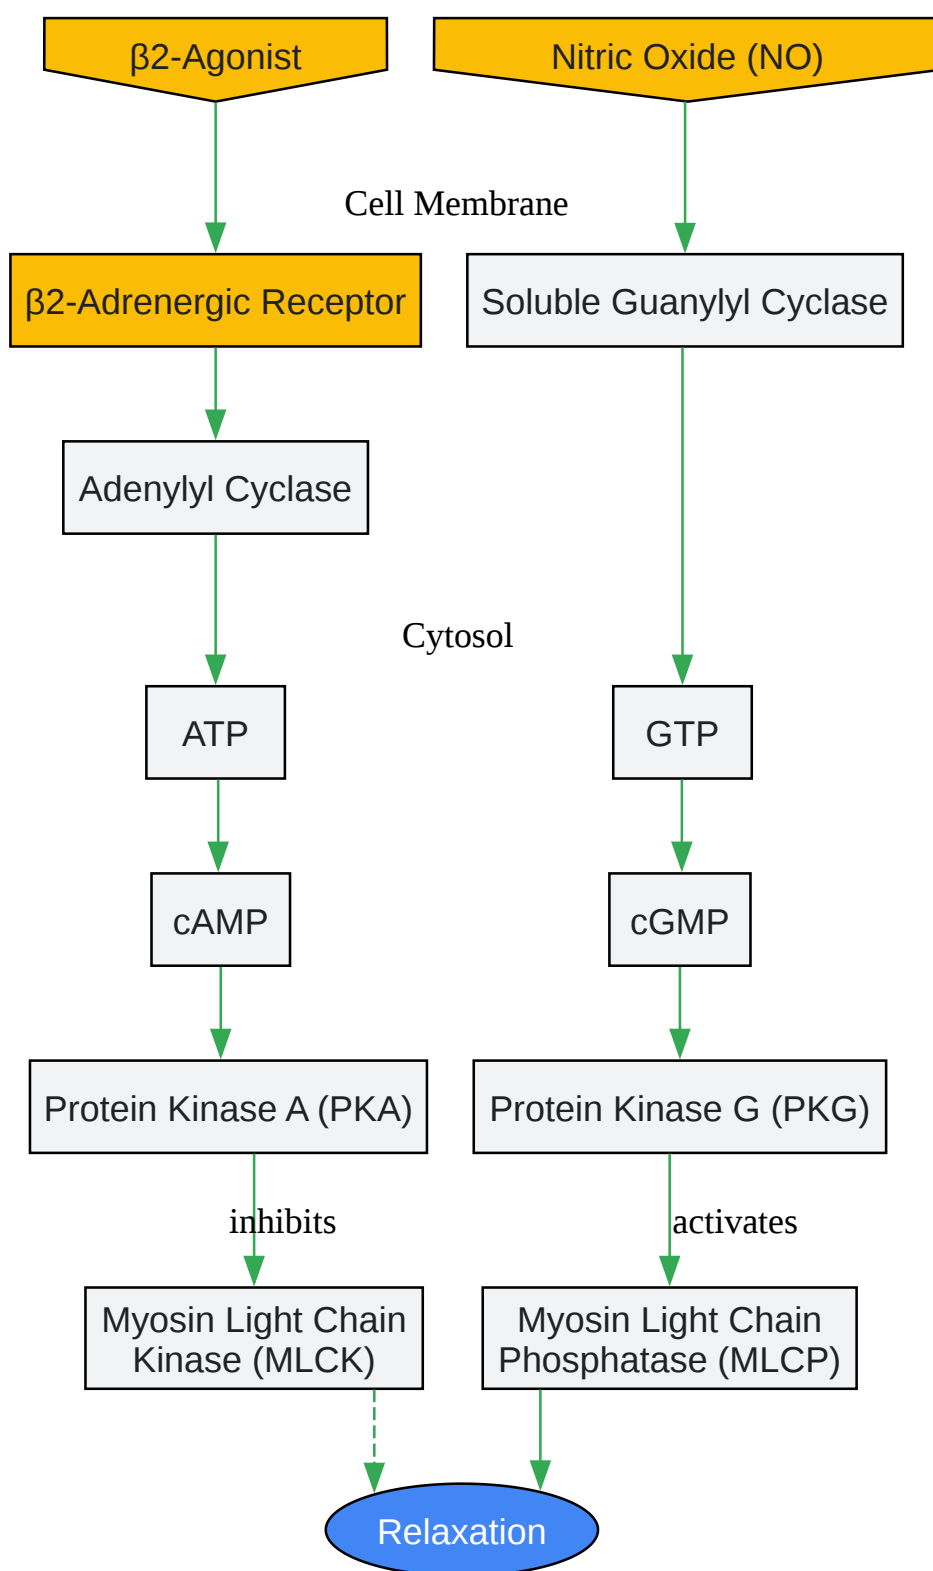 β2-Agonist
Nitric Oxide (NO)
Cell Membrane
β2-Adrenergic Receptor
Soluble Guanylyl Cyclase
Adenylyl Cyclase
Cytosol
ATP
GTP
cAMP
cGMP
Protein Kinase A (PKA)
Protein Kinase G (PKG)
inhibits
activates
Myosin Light Chain
Kinase (MLCK)
Myosin Light Chain
Phosphatase (MLCP)
Relaxation